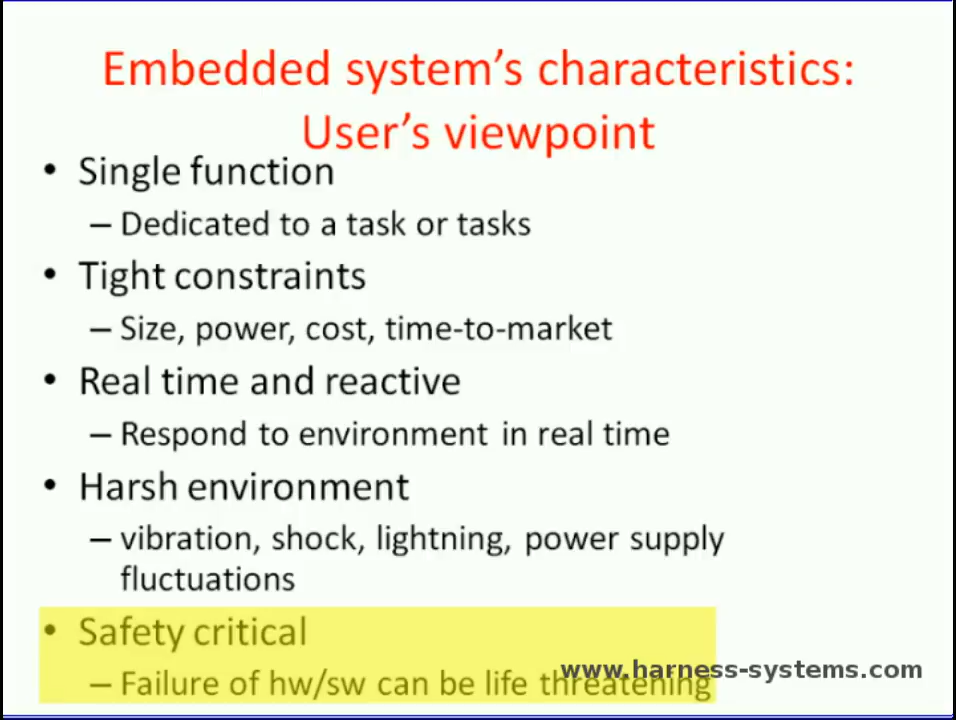 Embedded system's characteristics:
User's viewpoint
• Single function
– Dedicated to a task or tasks
• Tight constraints
– Size, power, cost, time-to-market
• Real time and reactive
– Respond to environment in real time
• Harsh environment
– vibration, shock, lightning, power supply
fluctuations
• Safety critical
– Failure of hw/sw can be life threatening
www.harness-systems.com